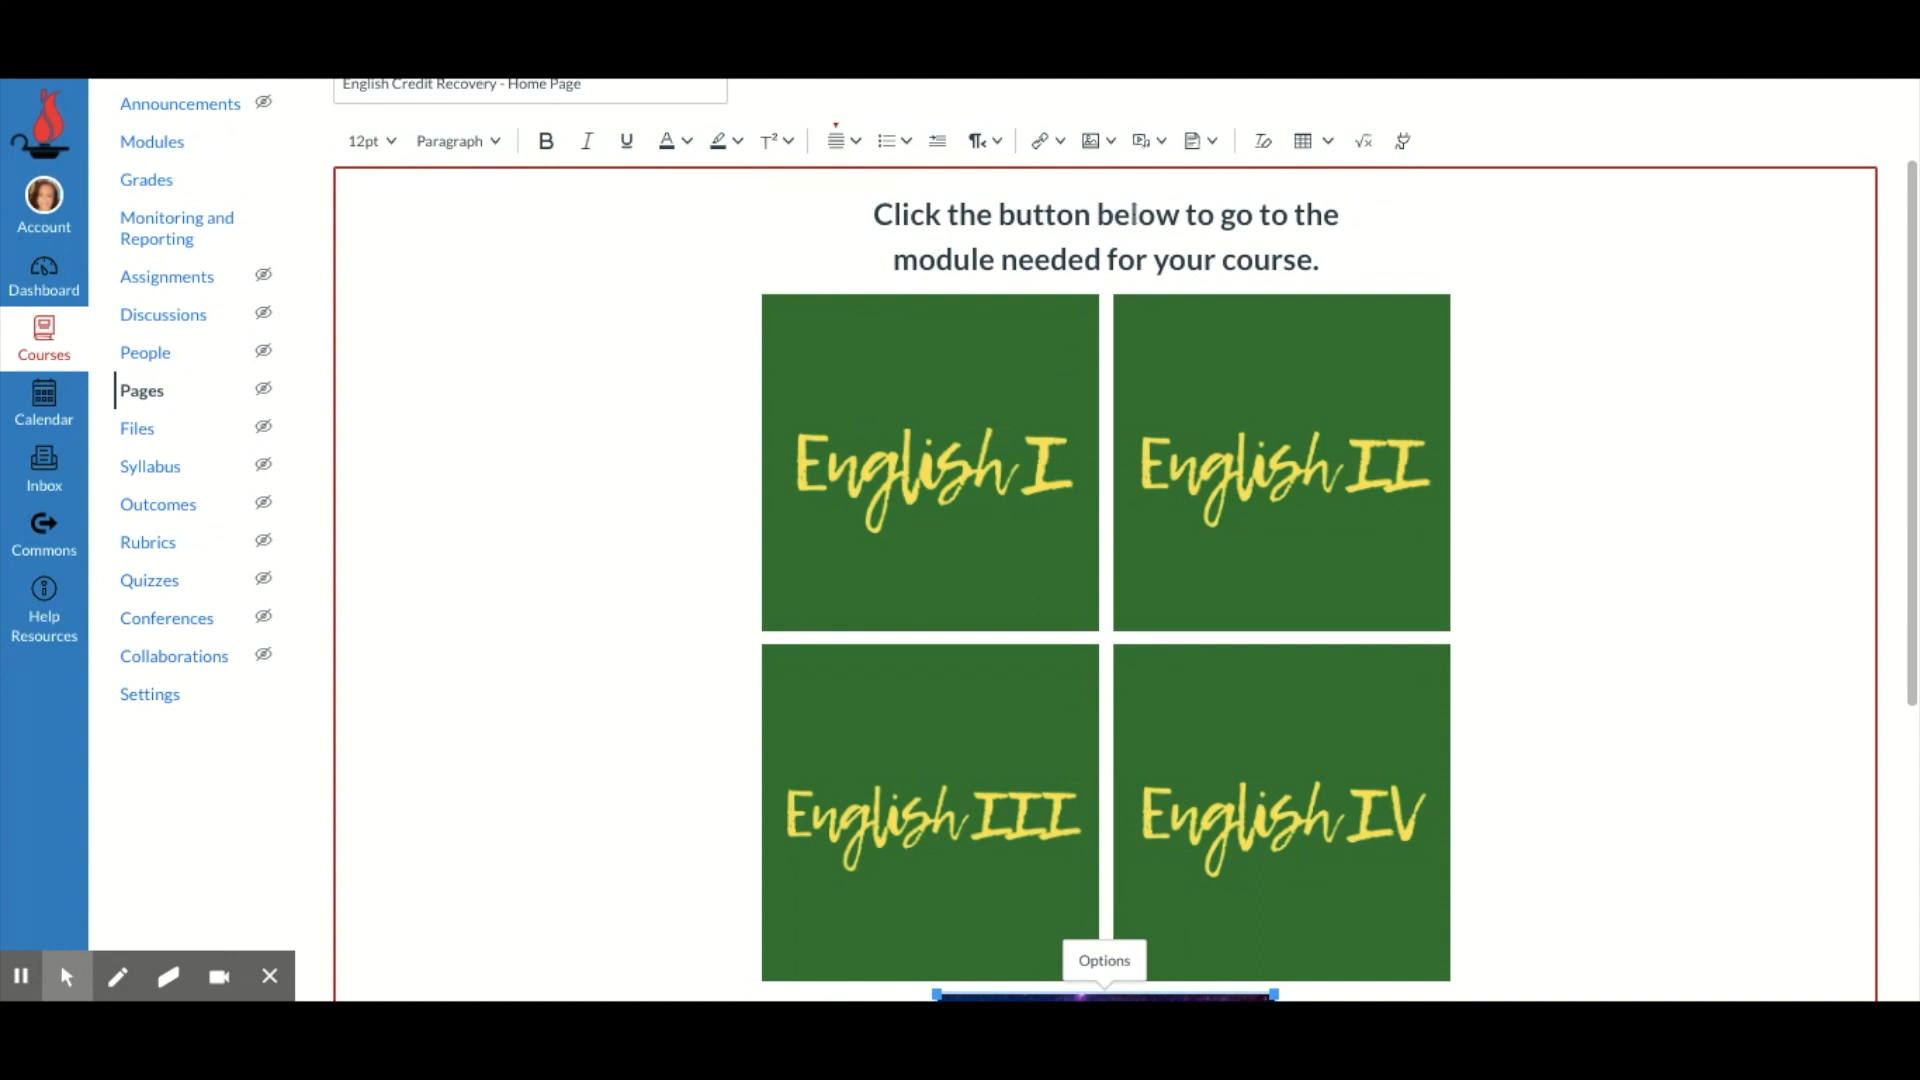 English Credit Recovery - Home Page
Account
Dashboard
Courses
Calendar
Inbox
Commons
Help
Resources
Announcements
Modules
Grades
Monitoring and
Reporting
Assignments
Discussions
People
Pages
Files
Syllabus
Outcomes
Rubrics
Quizzes
Conferences
Collaborations
Settings
12pt Paragraph B I U A T²
Click the button below to go to the
module needed for your course.
English I
English II
English III
English IV
Options